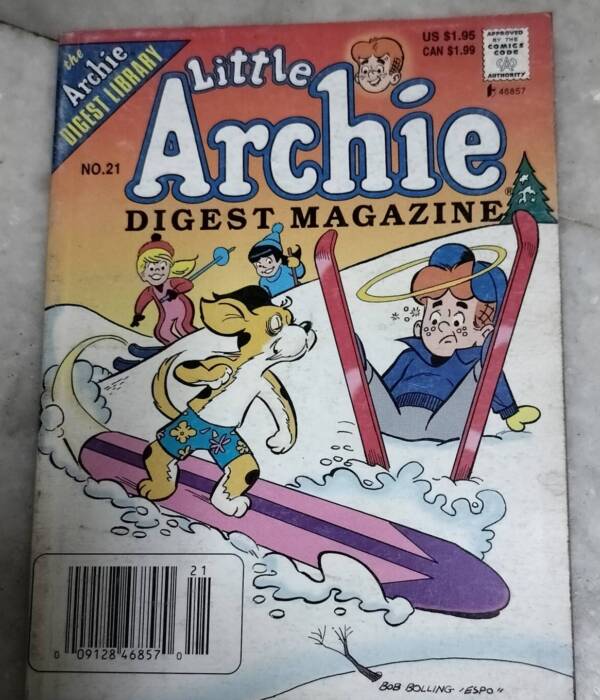 the
Archie
DIGEST LIBRARY
US $1.95
CAN $1.99
APPROVED
BY THE
COMICS
CODE
CA
AUTHORITY
46857
NO.21
Little
Archie
®
DIGEST MAGAZINE
21
0 09128 46857 0
BOB BOLLING · ESPO "